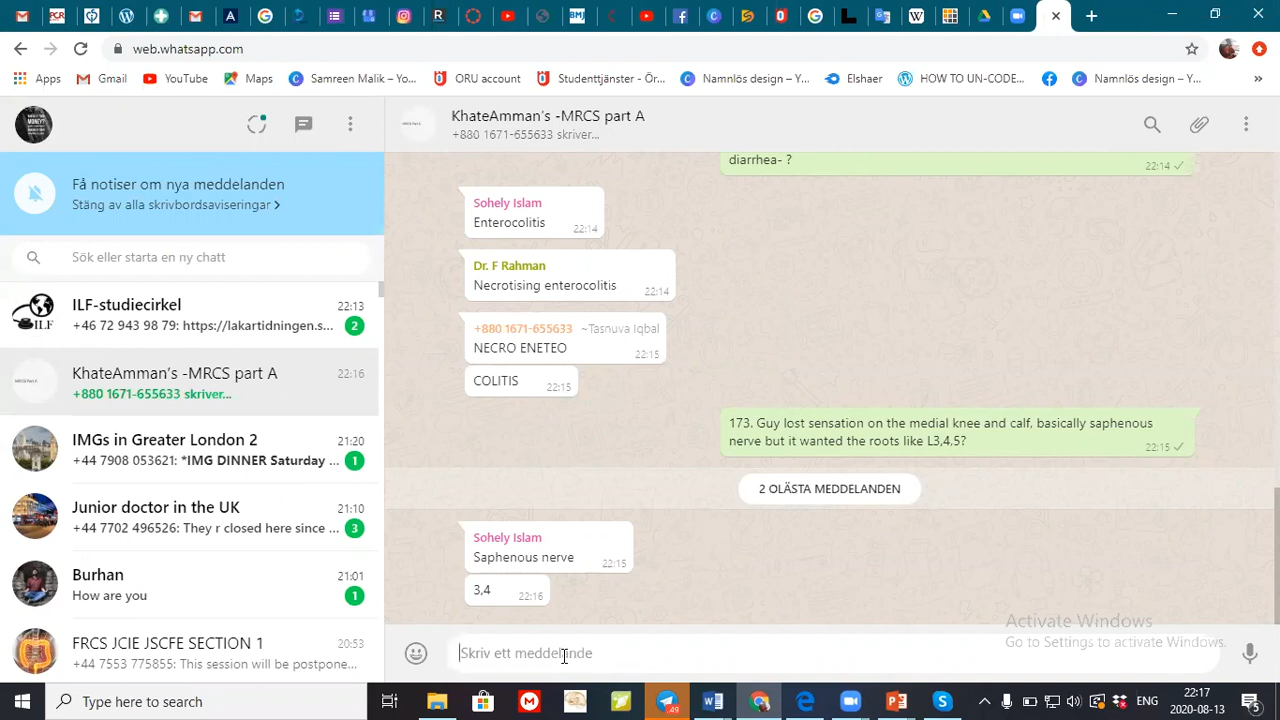 web.whatsapp.com
Apps
Gmail
YouTube
Maps
Samreen Malik – Yo...
ORU account
Studenttjänster - Ör...
Namnlös design – Y...
Elshaer
HOW TO UN-CODE...
Namnlös design – Y...
»
Få notiser om nya meddelanden
Stäng av alla skrivbordsaviseringar >
Sök eller starta en ny chatt
ILF-studiecirkel 22:13
+46 72 943 98 79: https://lakartidningen.s... 2
KhateAmman's -MRCS part A 22:16
+880 1671-655633 skriver...
IMGs in Greater London 2 21:20
+44 7908 053621: *IMG DINNER Saturday ... 1
Junior doctor in the UK 21:10
+44 7702 496526: They r closed here since ... 3
Burhan 21:01
How are you 1
FRCS JCIE JSCFE SECTION 1 20:53
+44 7553 775855: This session will be postpone...
KhateAmman's -MRCS part A
+880 1671-655633 skriver...
diarrhea- ?
22:14
Sohely Islam
Enterocolitis
22:14
Dr. F Rahman
Necrotising enterocolitis 22:14
+880 1671-655633 ~Tasnuva Iqbal
NECRO ENETEO 22:15
COLITIS 22:15
173. Guy lost sensation on the medial knee and calf, basically saphenous
nerve but it wanted the roots like L3,4,5?
22:15
2 OLÄSTA MEDDELANDEN
Sohely Islam
Saphenous nerve
22:15
3,4 22:16
Skriv ett meddelande
Activate Windows
Go to Settings to activate Windows.
Type here to search
49
ENG
22:17
2020-08-13
5